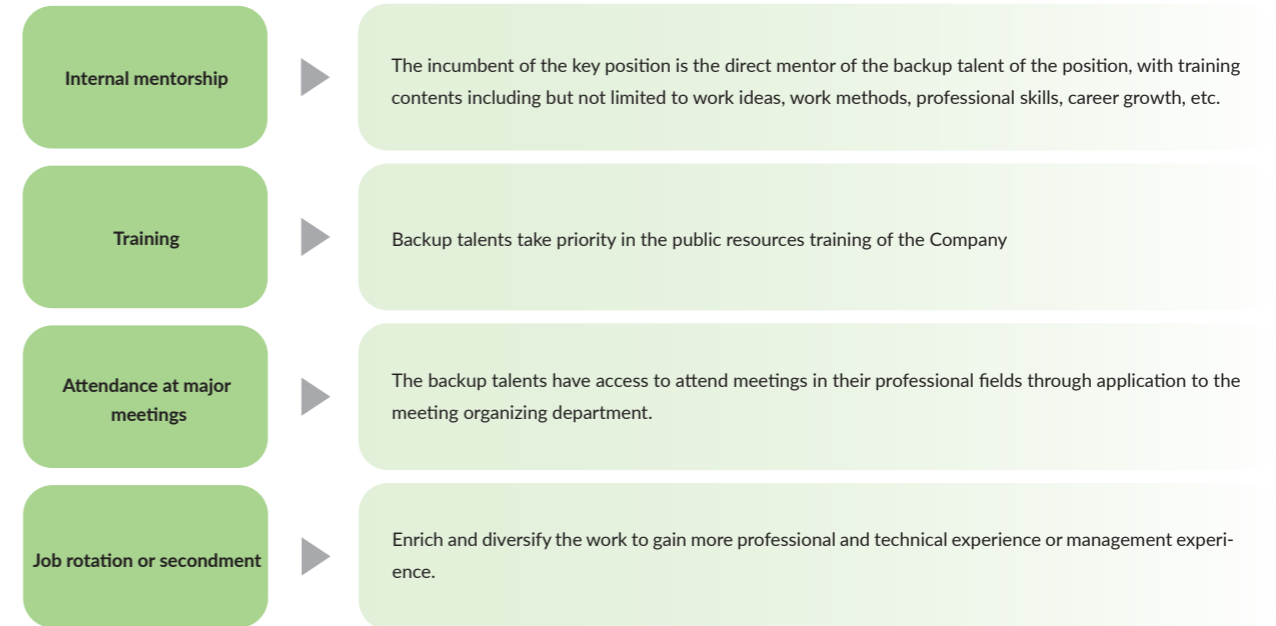 Internal mentorship
The incumbent of the key position is the direct mentor of the backup talent of the position, with training
contents including but not limited to work ideas, work methods, professional skills, career growth, etc.
Training
Backup talents take priority in the public resources training of the Company
Attendance at major
meetings
The backup talents have access to attend meetings in their professional fields through application to the
meeting organizing department.
Job rotation or secondment
Enrich and diversify the work to gain more professional and technical experience or management experi-
ence.